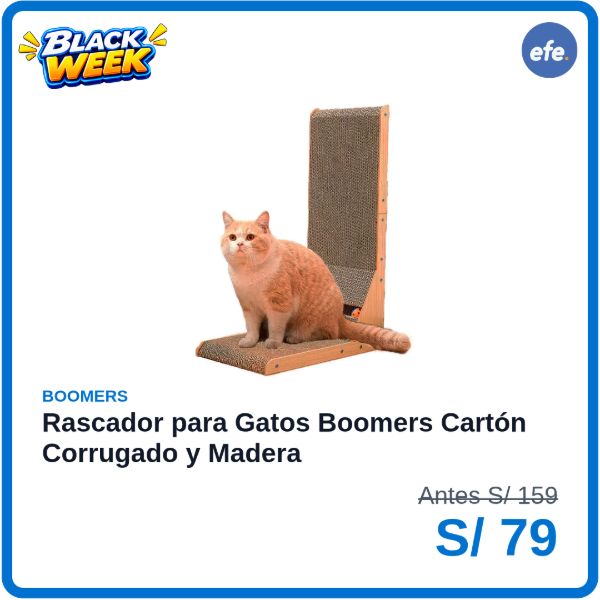 BLACK
WEEK
efe.
BOOMERS
Rascador para Gatos Boomers Cartón
Corrugado y Madera
Antes S/ 159
S/ 79